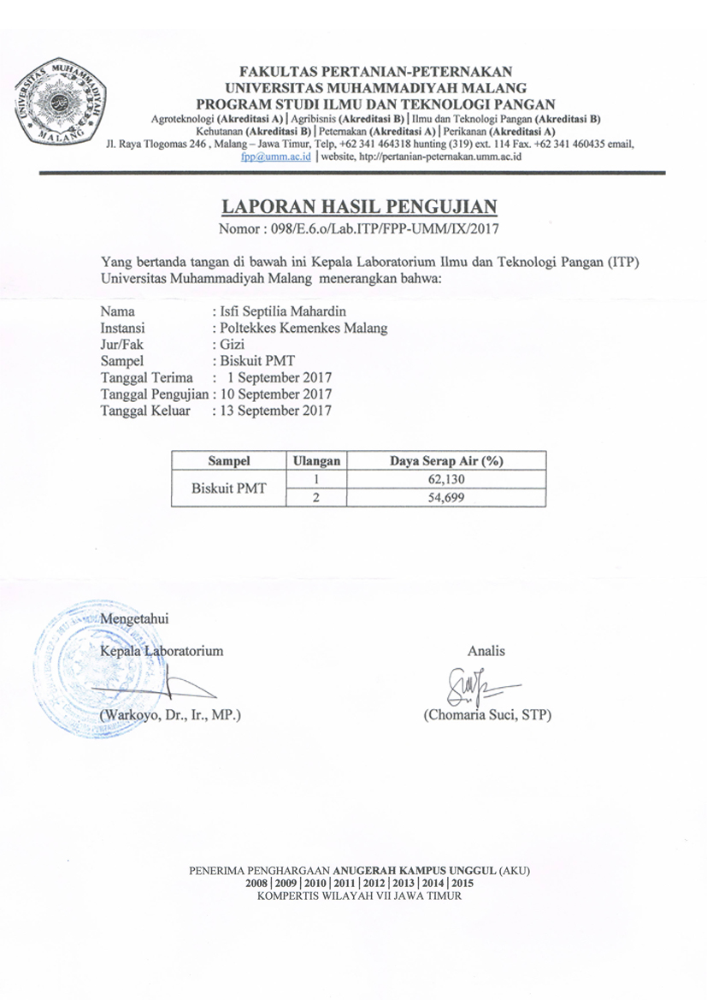 UNIVERSITAS MUHAMMADIYAH
MALANG
FAKULTAS PERTANIAN-PETERNAKAN
UNIVERSITAS MUHAMMADIYAH MALANG
PROGRAM STUDI ILMU DAN TEKNOLOGI PANGAN
Agroteknologi (Akreditasi A) | Agribisnis (Akreditasi B) | Ilmu dan Teknologi Pangan (Akreditasi B)
Kehutanan (Akreditasi B) | Peternakan (Akreditasi A) | Perikanan (Akreditasi A)
Jl. Raya Tlogomas 246 , Malang – Jawa Timur, Telp, +62 341 464318 hunting (319) ext. 114 Fax. +62 341 460435 email,
fpp@umm.ac.id | website, htp://pertanian-peternakan.umm.ac.id
LAPORAN HASIL PENGUJIAN
Nomor : 098/E.6.o/Lab.ITP/FPP-UMM/IX/2017
Yang bertanda tangan di bawah ini Kepala Laboratorium Ilmu dan Teknologi Pangan (ITP)
Universitas Muhammadiyah Malang menerangkan bahwa:
Nama : Isfi Septilia Mahardin
Instansi : Poltekkes Kemenkes Malang
Jur/Fak : Gizi
Sampel : Biskuit PMT
Tanggal Terima : 1 September 2017
Tanggal Pengujian : 10 September 2017
Tanggal Keluar : 13 September 2017
Sampel Ulangan Daya Serap Air (%)
Biskuit PMT 1 62,130
2 54,699
Mengetahui
Kepala Laboratorium Analis
(Warkoyo, Dr., Ir., MP.) (Chomaria Suci, STP)
PENERIMA PENGHARGAAN ANUGERAH KAMPUS UNGGUL (AKU)
2008 | 2009 | 2010 | 2011 | 2012 | 2013 | 2014 | 2015
KOMPERTIS WILAYAH VII JAWA TIMUR